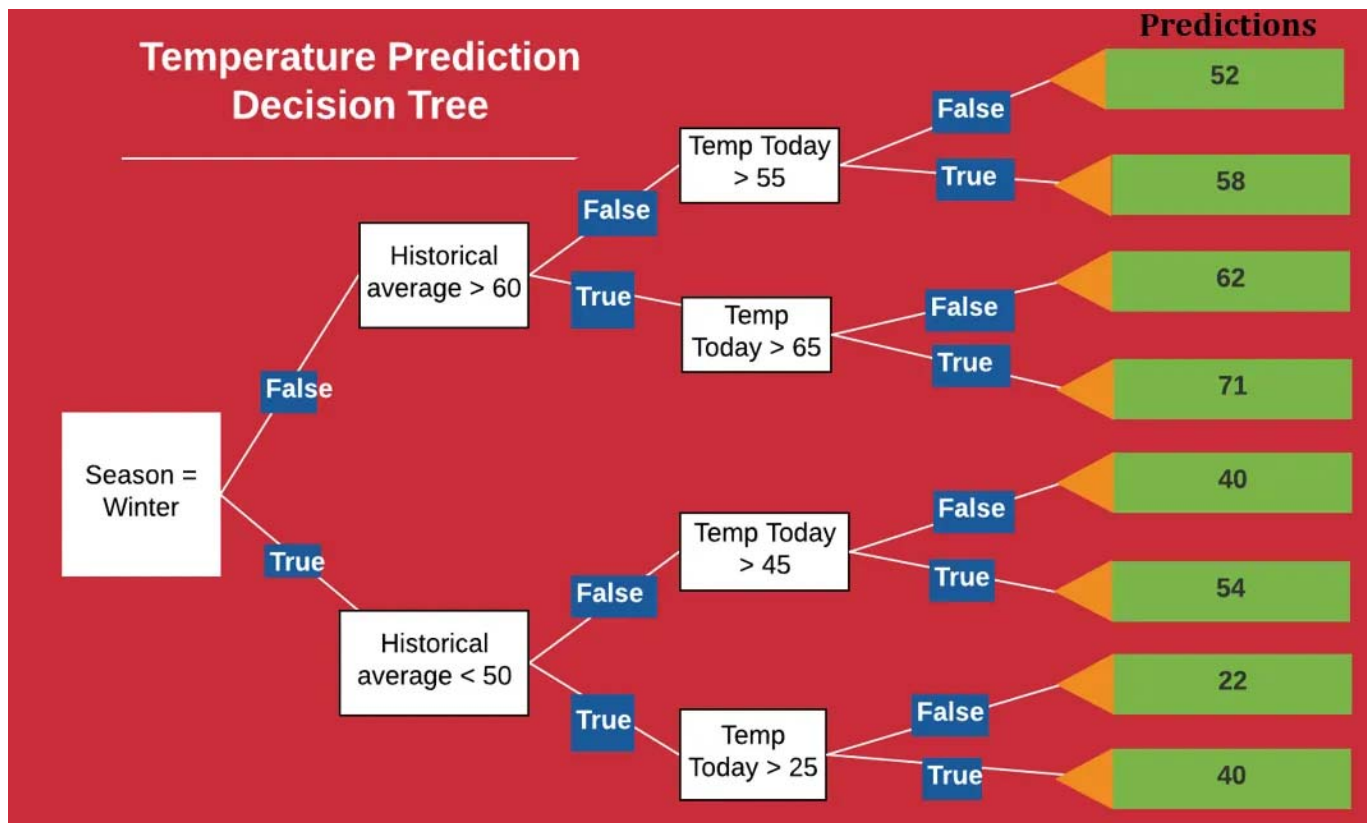 Predictions
Temperature Prediction
Decision Tree
52
False
Temp Today
> 55
True
58
False
Historical
average > 60
True
62
False
Temp
Today > 65
True
71
False
Season =
Winter
40
False
Temp Today
> 45
True
54
False
True
Historical
average < 50
22
False
True
Temp
Today > 25
True
40